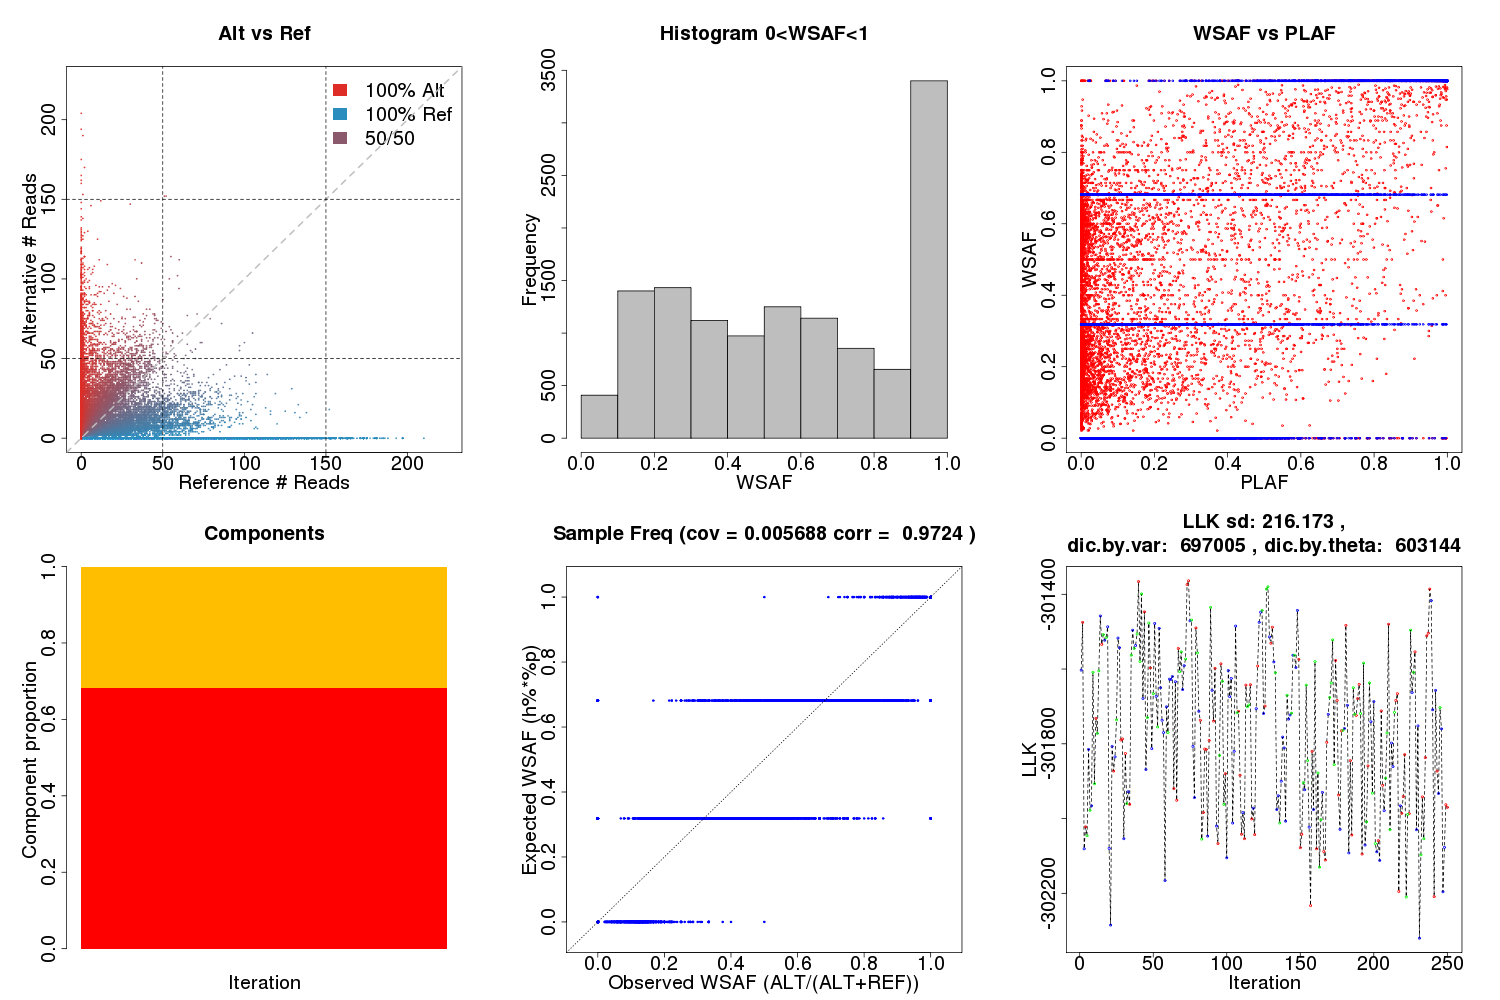 Alt vs Ref
100% Alt
100% Ref
50/50
Alternative # Reads
0 50 100 150 200
0 50 100 150 200
Reference # Reads
Histogram 0<WSAF<1
Frequency
0 500 1500 2500 3500
0.0 0.2 0.4 0.6 0.8 1.0
WSAF
WSAF vs PLAF
WSAF
0.0 0.2 0.4 0.6 0.8 1.0
0.0 0.2 0.4 0.6 0.8 1.0
PLAF
Components
Component proportion
0.0 0.2 0.4 0.6 0.8 1.0
Iteration
Sample Freq (cov = 0.005688 corr = 0.9724 )
Expected WSAF (h%*%p)
0.0 0.2 0.4 0.6 0.8 1.0
0.0 0.2 0.4 0.6 0.8 1.0
Observed WSAF (ALT/(ALT+REF))
LLK sd: 216.173 ,
dic.by.var: 697005 , dic.by.theta: 603144
LLK
-302200 -301800 -301400
0 50 100 150 200 250
Iteration